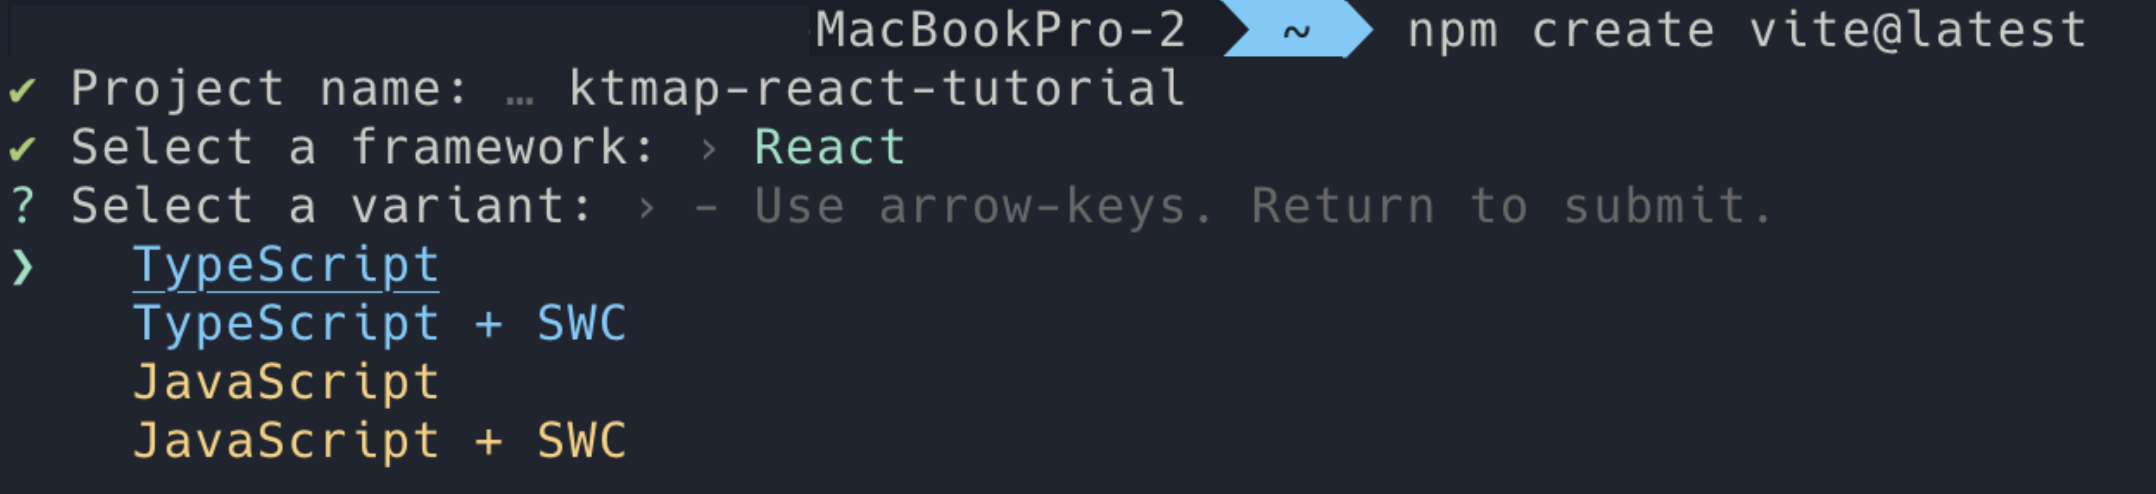 MacBookPro-2 ~ npm create vite@latest
✔ Project name: … ktmap-react-tutorial
✔ Select a framework: › React
? Select a variant: › - Use arrow-keys. Return to submit.
❯ TypeScript
TypeScript + SWC
JavaScript
JavaScript + SWC